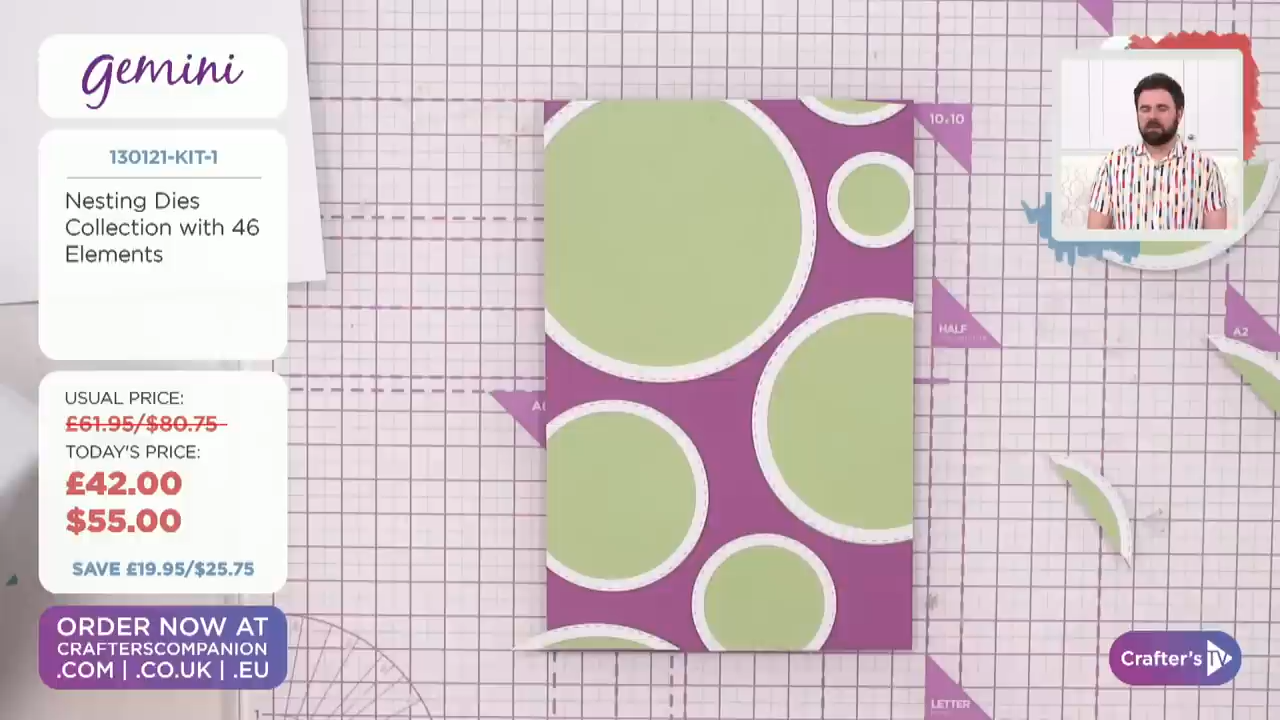 gemini
130121-KIT-1
Nesting Dies
Collection with 46
Elements
USUAL PRICE:
£61.95/$80.75
TODAY'S PRICE:
£42.00
$55.00
SAVE £19.95/$25.75
ORDER NOW AT
CRAFTERSCOMPANION
.COM | .CO.UK | .EU
10x10
HALF
A2
LETTER
Crafter's TV